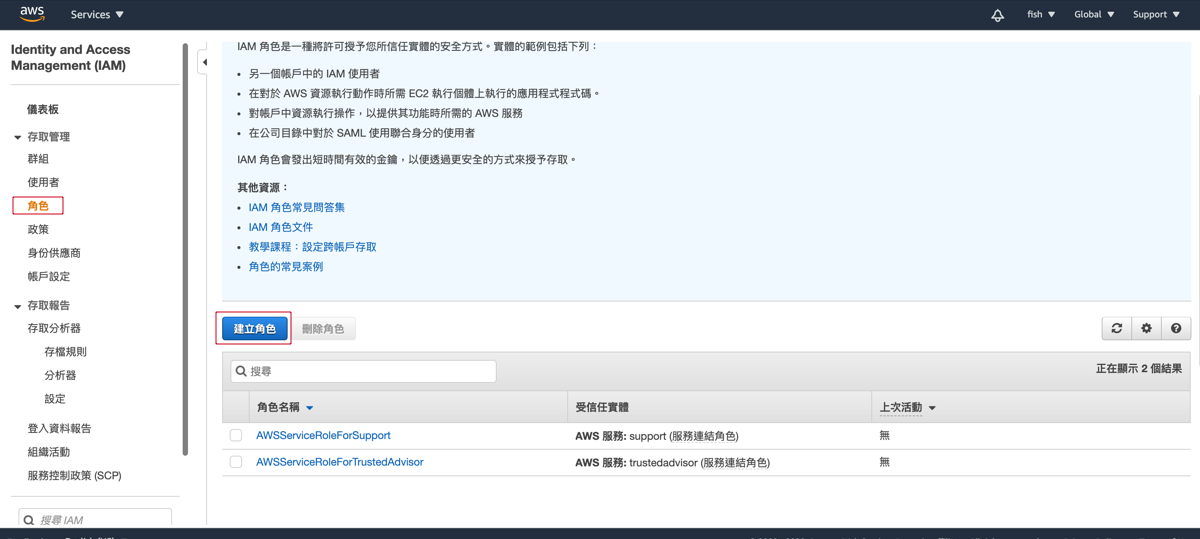 aws
Services
fish
Global
Support
Identity and Access
Management (IAM)
儀表板
存取管理
群組
使用者
角色
政策
身份供應商
帳戶設定
存取報告
存取分析器
存檔規則
分析器
設定
登入資料報告
組織活動
服務控制政策 (SCP)
搜尋 IAM
IAM 角色是一種將許可授予您所信任實體的安全方式。實體的範例包括下列：
• 另一個帳戶中的 IAM 使用者
• 在對於 AWS 資源執行動作時所需 EC2 執行個體上執行的應用程式程式碼。
• 對帳戶中資源執行操作，以提供其功能時所需的 AWS 服務
• 在公司目錄中對於 SAML 使用聯合身分的使用者
IAM 角色會發出短時間有效的金鑰，以便透過更安全的方式來授予存取。
其他資源：
• IAM 角色常見問答集
• IAM 角色文件
• 教學課程：設定跨帳戶存取
• 角色的常見案例
建立角色
刪除角色
搜尋
正在顯示 2 個結果
角色名稱
受信任實體
上次活動
AWSServiceRoleForSupport
AWS 服務: support (服務連結角色)
無
AWSServiceRoleForTrustedAdvisor
AWS 服務: trustedadvisor (服務連結角色)
無